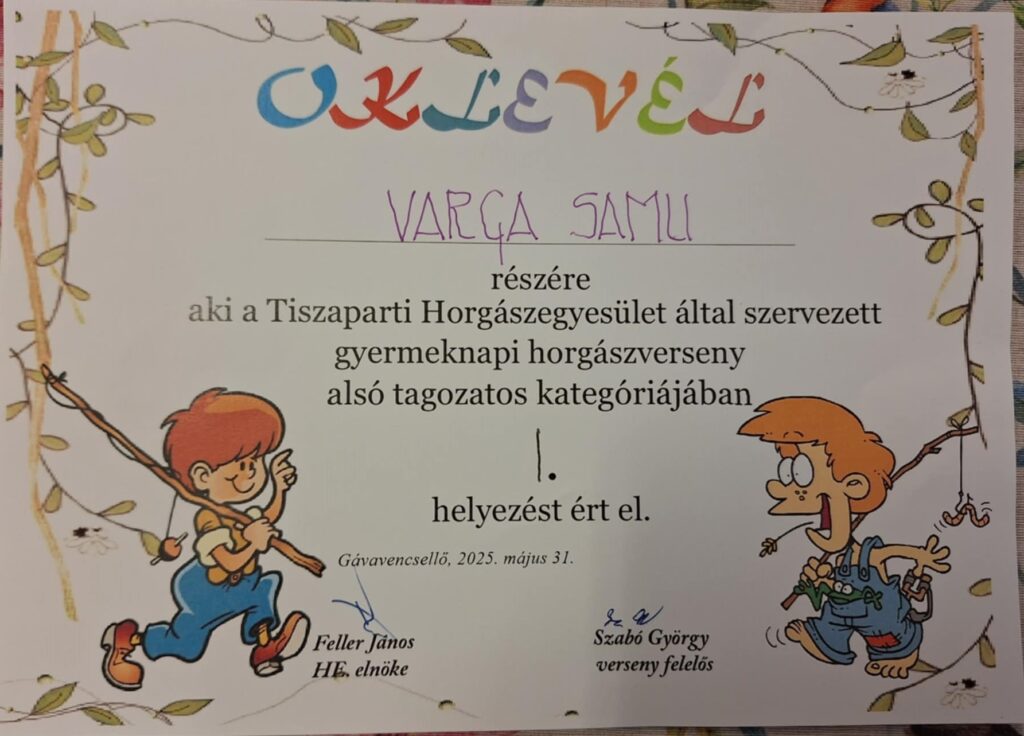 OKLEVÉL
VARGA SAMU
részére
aki a Tiszaparti Horgászegyesület által szervezett
gyermeknapi horgászverseny
alsó tagozatos kategóriájában
I.
helyezést ért el.
Gávavencsellő, 2025. május 31.
Feller János
HE. elnöke
Szabó György
verseny felelős